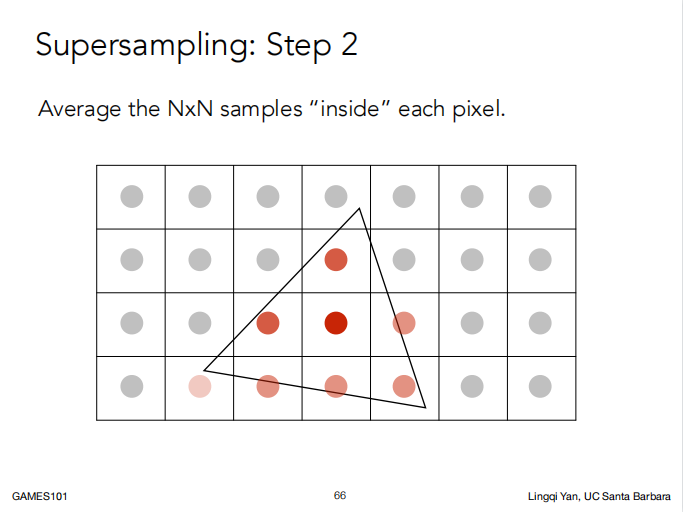 Supersampling: Step 2
Average the NxN samples “inside” each pixel.
GAMES101
66
Lingqi Yan, UC Santa Barbara